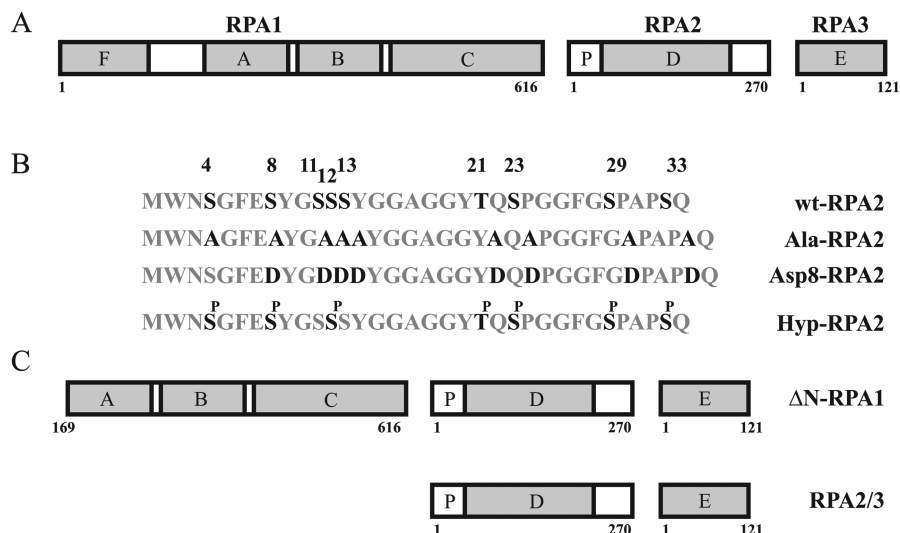 A
RPA1 RPA2 RPA3
F A B C P D E
1 616 1 270 1 121
B
4 8 11 12 13 21 23 29 33
MWNSGFESYGSSSYGGAGGYTQSPGGFGSPAPSQ wt-RPA2
MWNAGFEAYGAAAYGGAGGYAQAPGGFGAPAPAQ Ala-RPA2
MWNSGFEDYGDDDYGGAGGYDQDPGGFGDPAPDQ Asp8-RPA2
P P P P P P P
MWNSGFESYGSSSYGGAGGYTQSPGGFGSPAPSQ Hyp-RPA2
C
A B C P D E ΔN-RPA1
169 616 1 270 1 121
P D E RPA2/3
1 270 1 121